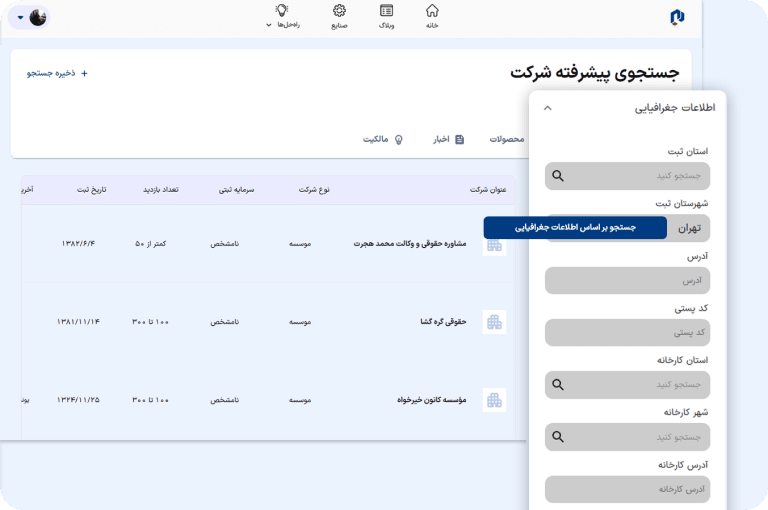 خانه
وبلاگ
صنایع
راه‌حل‌ها
جستجوی پیشرفته شرکت
+ ذخیره جستجو
محصولات
اخبار
مالکیت
عنوان شرکت نوع شرکت سرمایه ثبتی تعداد بازدید تاریخ ثبت آخری
مشاوره حقوقی و وکالت محمد هجرت موسسه نامشخص کمتر از ۵۰ ۱۳۸۲/۶/۴
حقوقی گره گشا موسسه نامشخص ۱۰۰ تا ۳۰۰ ۱۳۸۱/۱۱/۱۴
مؤسسه کانون خیرخواه موسسه نامشخص ۱۰۰ تا ۳۰۰ ۱۳۲۴/۱۱/۲۵
اطلاعات جغرافیایی
استان ثبت
جستجو کنید
شهرستان ثبت
تهران
جستجو بر اساس اطلاعات جغرافیایی
آدرس
آدرس
کد پستی
کد پستی
استان کارخانه
جستجو کنید
شهر کارخانه
جستجو کنید
آدرس کارخانه
آدرس کارخانه